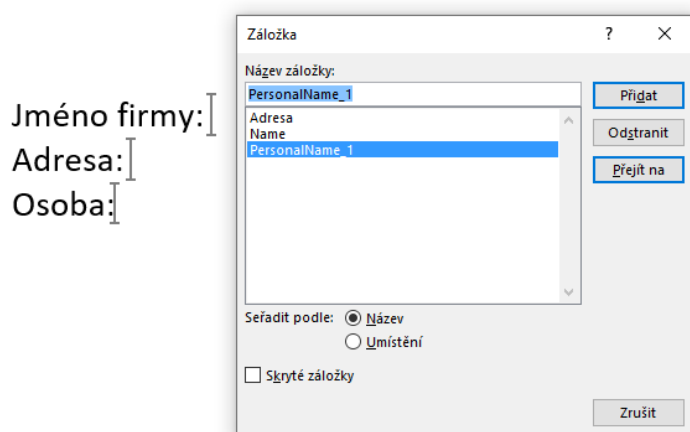 Jméno firmy:
Adresa:
Osoba:
Záložka
?
Název záložky:
PersonalName_1
Přidat
Adresa
Name
PersonalName_1
Odstranit
Přejít na
Seřadit podle:
Název
Umístění
Skryté záložky
Zrušit